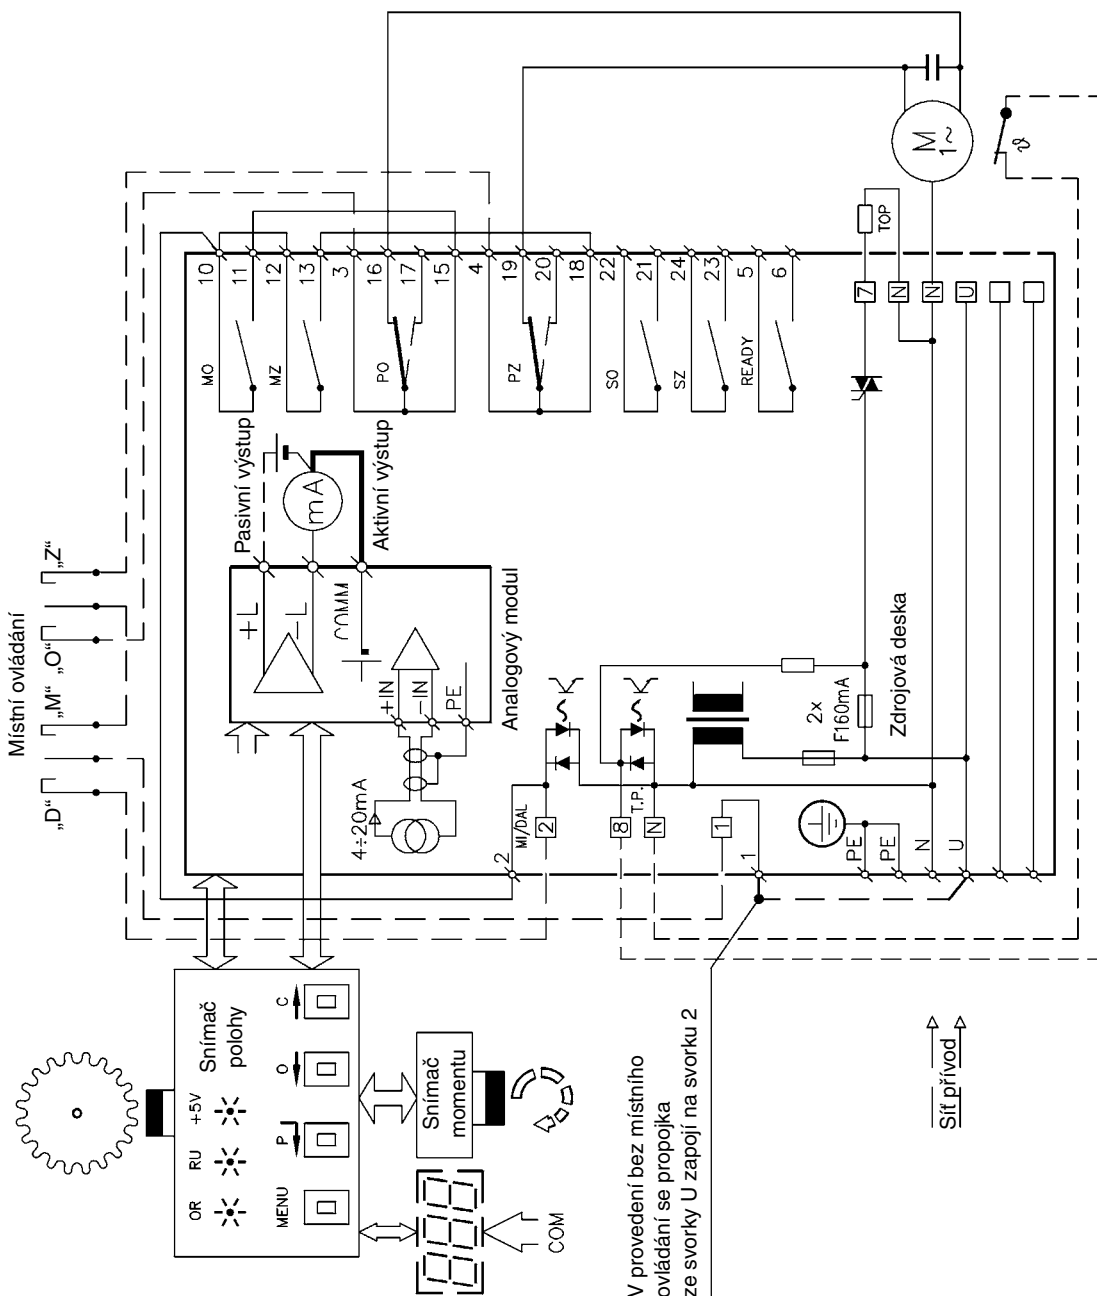 Místní ovládání
„D“
„M“
„O“
„Z“
10
11
12
13
3
16
17
15
4
19
20
18
22
21
24
23
5
6
MO
MZ
PO
PZ
SO
SZ
READY
7
N
N
U
TOP
M
1~
ϑ
Pasivní výstup
Aktivní výstup
mA
+L
−L
COMM
+IN
−IN
PE
Analogový modul
4÷20mA
2
MI/DAL
2
8
T.P.
N
1
1
2x
F160mA
Zdrojová deska
PE
PE
N
U
Snímač
polohy
+5V
RU
OR
MENU
P
O
C
Snímač
momentu
COM
V provedení bez místního
ovládání se propojka
ze svorky U zapojí na svorku 2
Síť přívod